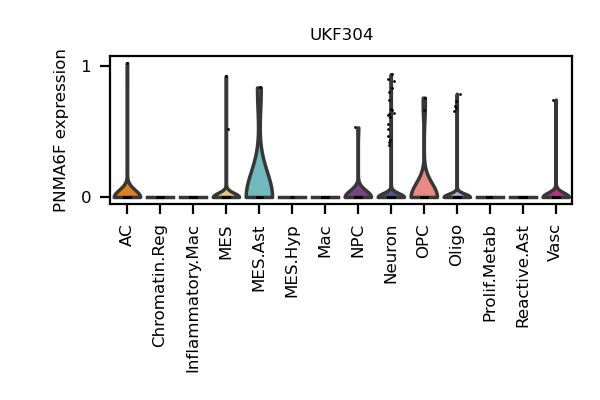 UKF304
PNMA6F expression
1
0
AC
Chromatin.Reg
Inflammatory.Mac
MES
MES.Ast
MES.Hyp
Mac
NPC
Neuron
OPC
Oligo
Prolif.Metab
Reactive.Ast
Vasc